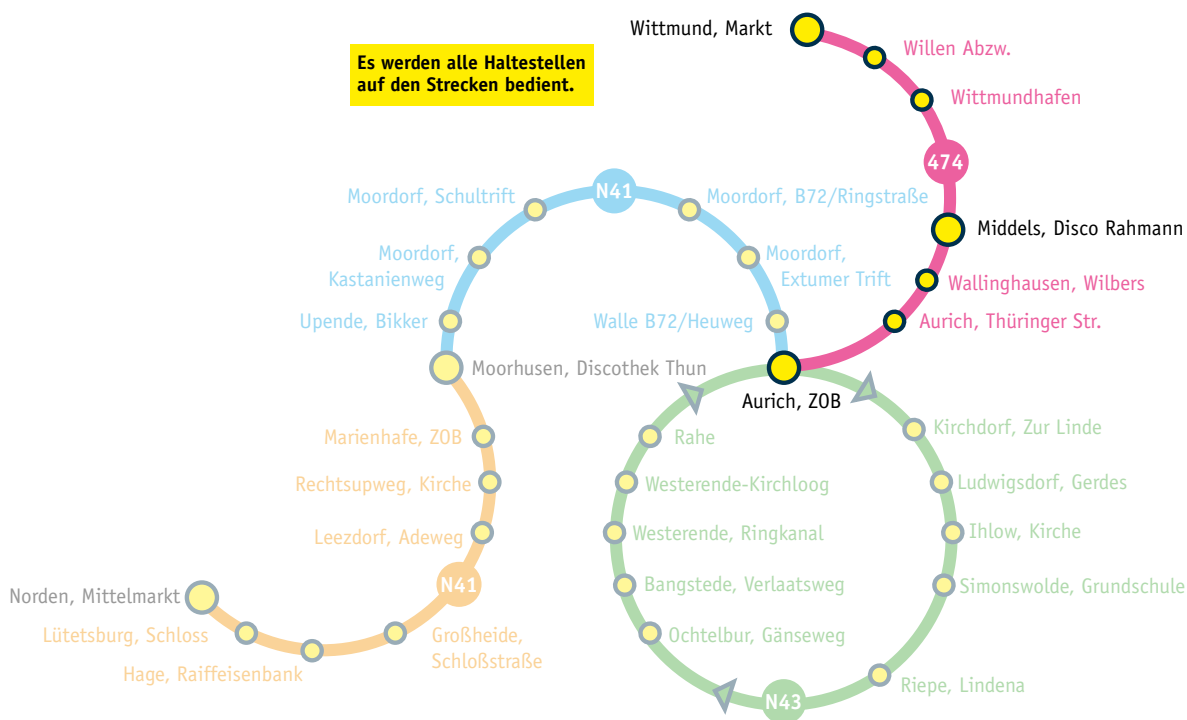 Wittmund, Markt
Es werden alle Haltestellen
auf den Strecken bedient.
Willen Abzw.
Wittmundhafen
474
Middels, Disco Rahmann
Wallinghausen, Wilbers
Aurich, Thüringer Str.
N41
Moordorf, Schultrift
Moordorf, B72/Ringstraße
Moordorf,
Kastanienweg
Moordorf,
Extumer Trift
Upende, Bikker
Walle B72/Heuweg
Moorhusen, Discothek Thun
Aurich, ZOB
Marienhafe, ZOB
Rechtsupweg, Kirche
Leezdorf, Adeweg
N41
Norden, Mittelmarkt
Lütetsburg, Schloss
Hage, Raiffeisenbank
Großheide,
Schloßstraße
Rahe
Westerende-Kirchloog
Westerende, Ringkanal
Bangstede, Verlaatsweg
Ochtelbur, Gänseweg
Kirchdorf, Zur Linde
Ludwigsdorf, Gerdes
Ihlow, Kirche
Simonswolde, Grundschule
Riepe, Lindena
N43